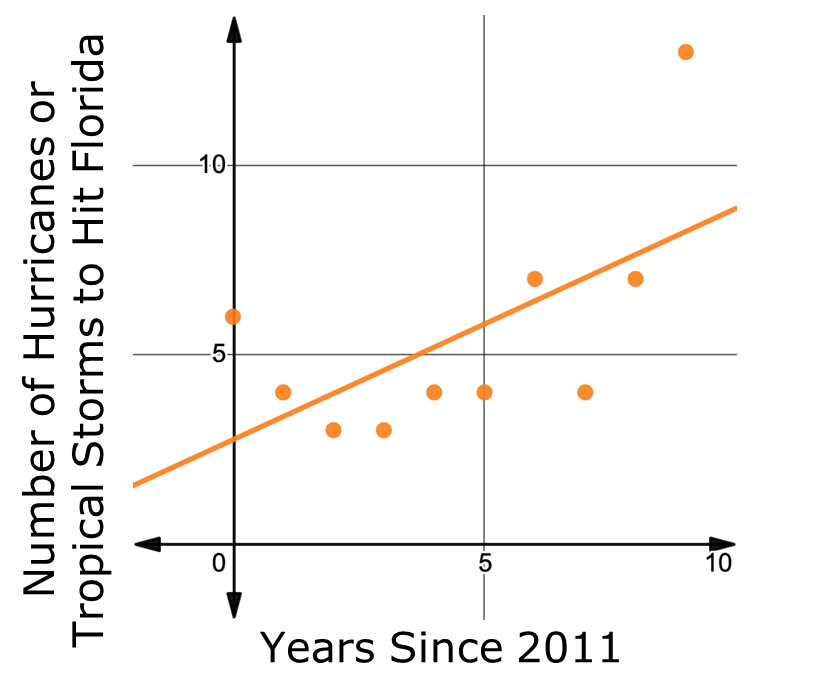 Number of Hurricanes or
Tropical Storms to Hit Florida
10
5
0
5
10
Years Since 2011